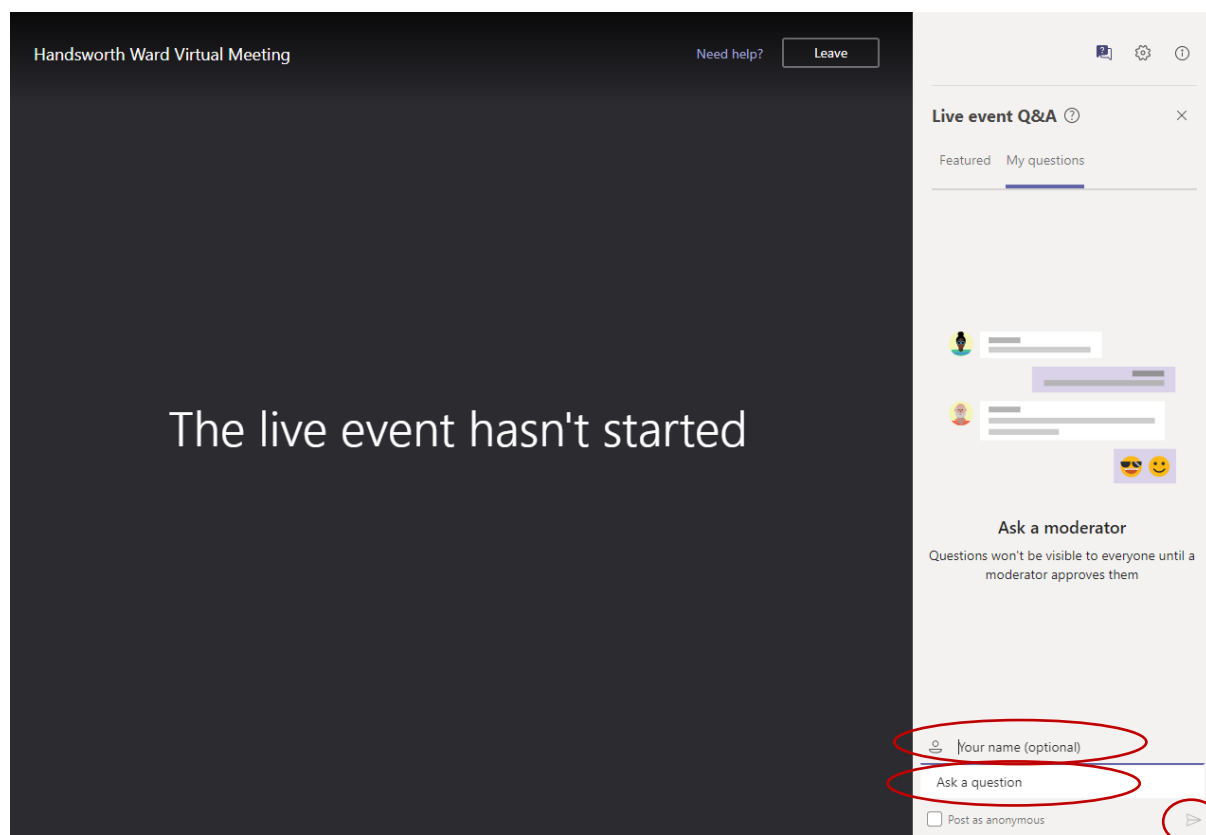 Handsworth Ward Virtual Meeting
Need help?
Leave
The live event hasn't started
Live event Q&A
Featured My questions
Ask a moderator
Questions won't be visible to everyone until a
moderator approves them
Your name (optional)
Ask a question
Post as anonymous